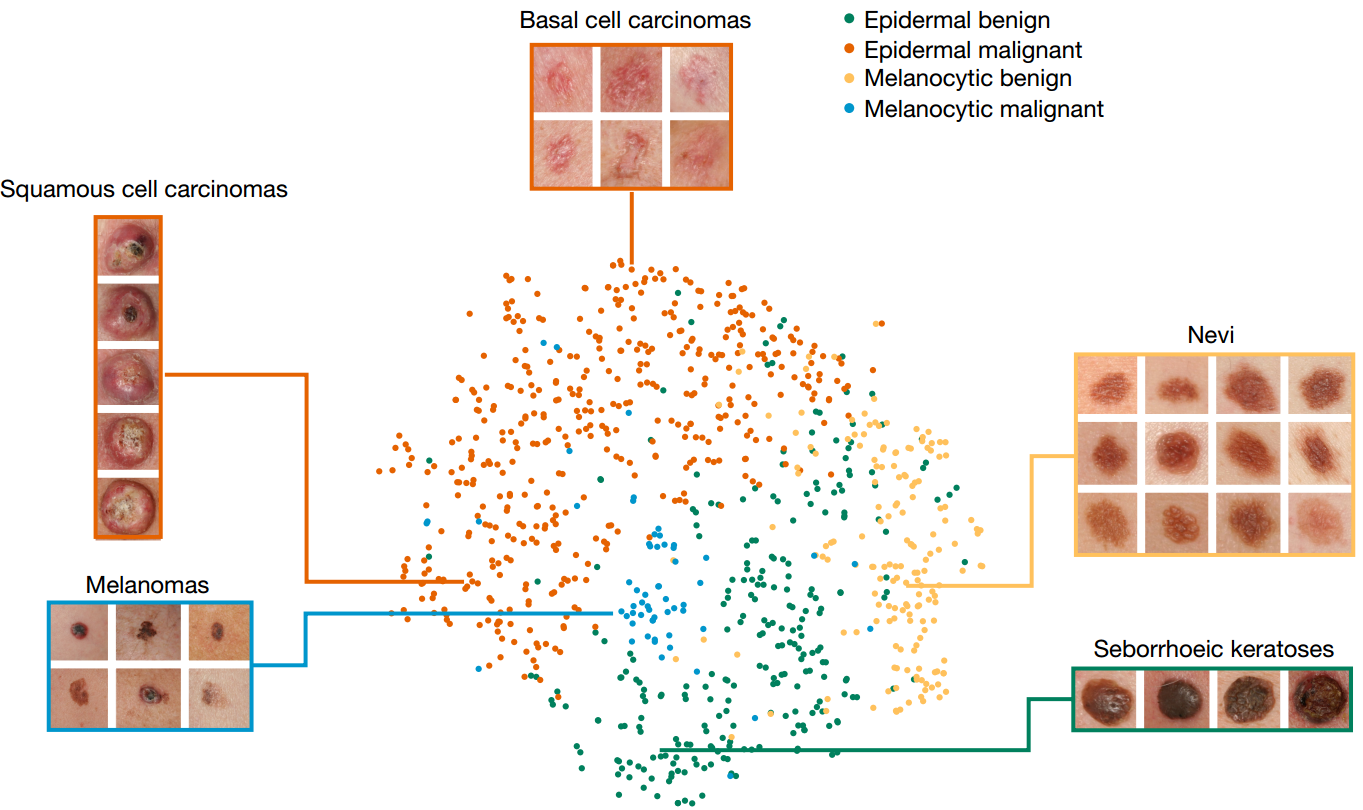 Basal cell carcinomas
Epidermal benign
Epidermal malignant
Melanocytic benign
Melanocytic malignant
Squamous cell carcinomas
Nevi
Melanomas
Seborrhoeic keratoses